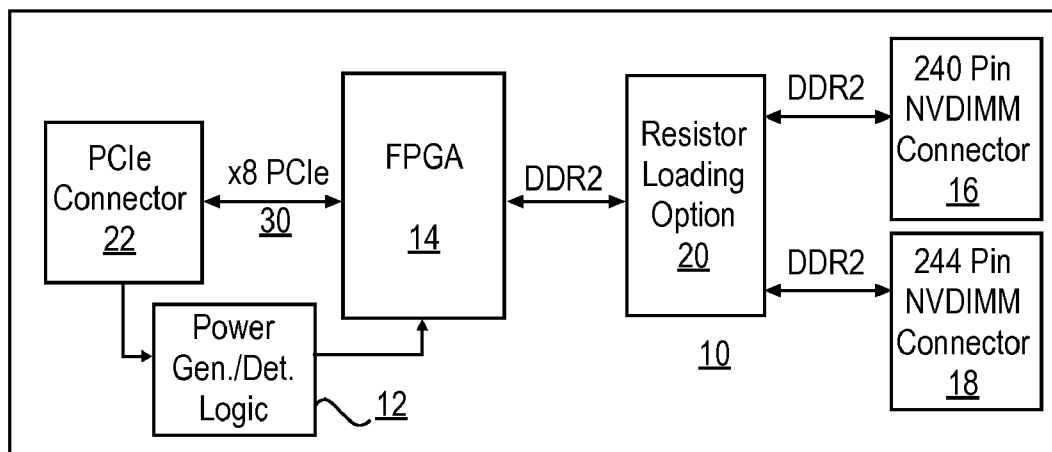 PCIe
Connector
22
x8 PCIe
30
FPGA
14
Power
Gen./Det.
Logic
12
DDR2
Resistor
Loading
Option
20
10
DDR2
240 Pin
NVDIMM
Connector
16
DDR2
244 Pin
NVDIMM
Connector
18